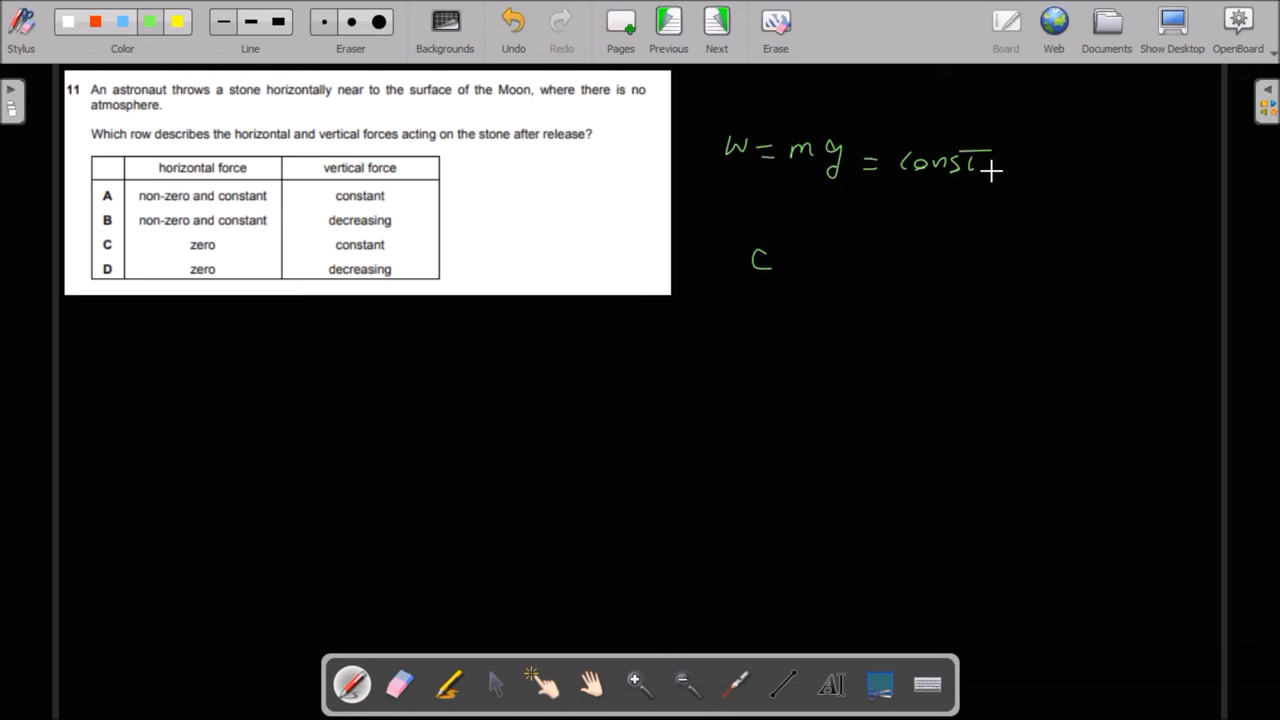 Stylus
Color
Line
Eraser
Backgrounds
Undo
Redo
Pages
Previous
Next
Erase
Board
Web
Documents
Show Desktop
OpenBoard
11 An astronaut throws a stone horizontally near to the surface of the Moon, where there is no
atmosphere.
Which row describes the horizontal and vertical forces acting on the stone after release?
horizontal force vertical force
A non-zero and constant constant
B non-zero and constant decreasing
C zero constant
D zero decreasing
W = mg = const
C
AI